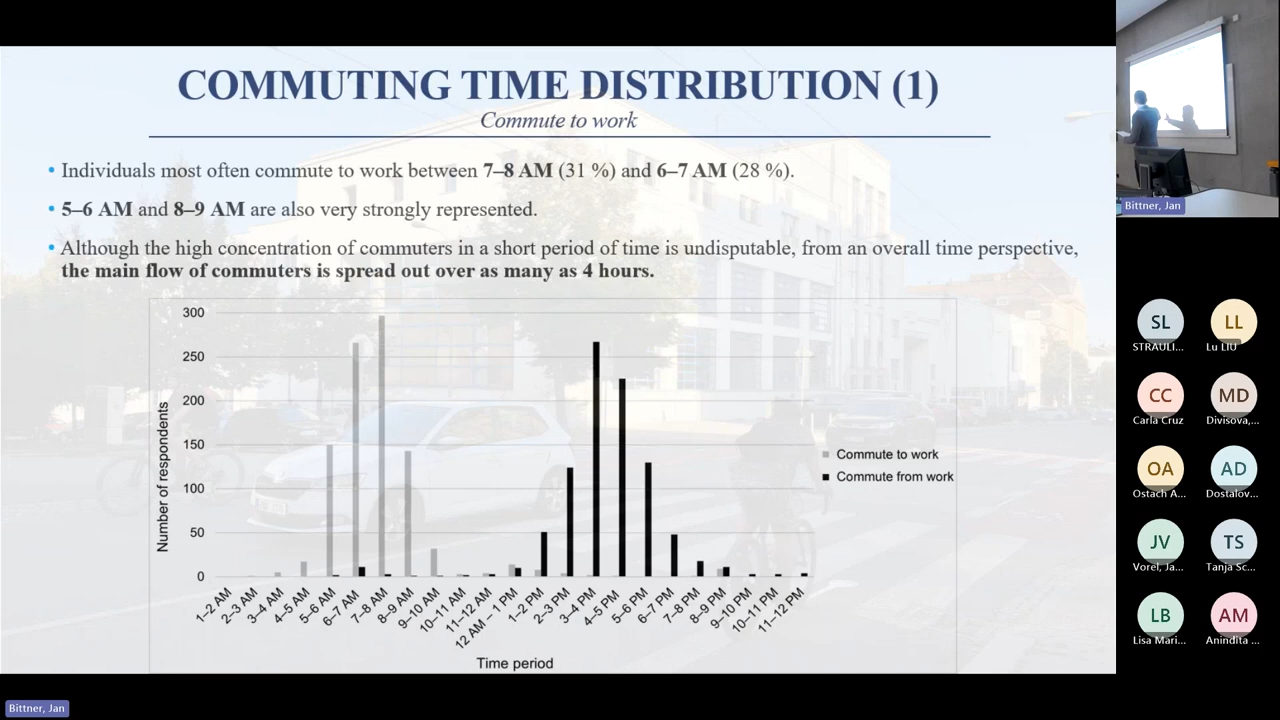 COMMUTING TIME DISTRIBUTION (1)
Commute to work
• Individuals most often commute to work between 7–8 AM (31 %) and 6–7 AM (28 %).
• 5–6 AM and 8–9 AM are also very strongly represented.
• Although the high concentration of commuters in a short period of time is undisputable, from an overall time perspective,
the main flow of commuters is spread out over as many as 4 hours.
Number of respondents
300
250
200
150
100
50
0
1–2 AM
2–3 AM
3–4 AM
4–5 AM
5–6 AM
6–7 AM
7–8 AM
8–9 AM
9–10 AM
10–11 AM
11–12 AM
12 AM – 1 PM
1–2 PM
2–3 PM
3–4 PM
4–5 PM
5–6 PM
6–7 PM
7–8 PM
8–9 PM
9–10 PM
10–11 PM
11–12 PM
Time period
Commute to work
Commute from work
Bittner, Jan
SL
STRAULI...
LL
Lu LIU
CC
Carla Cruz
MD
Divisova,...
OA
Ostach A...
AD
Dostalov...
JV
Vorel, Ja...
TS
Tanja Sc...
LB
Lisa Mari...
AM
Anindita ...
Bittner, Jan